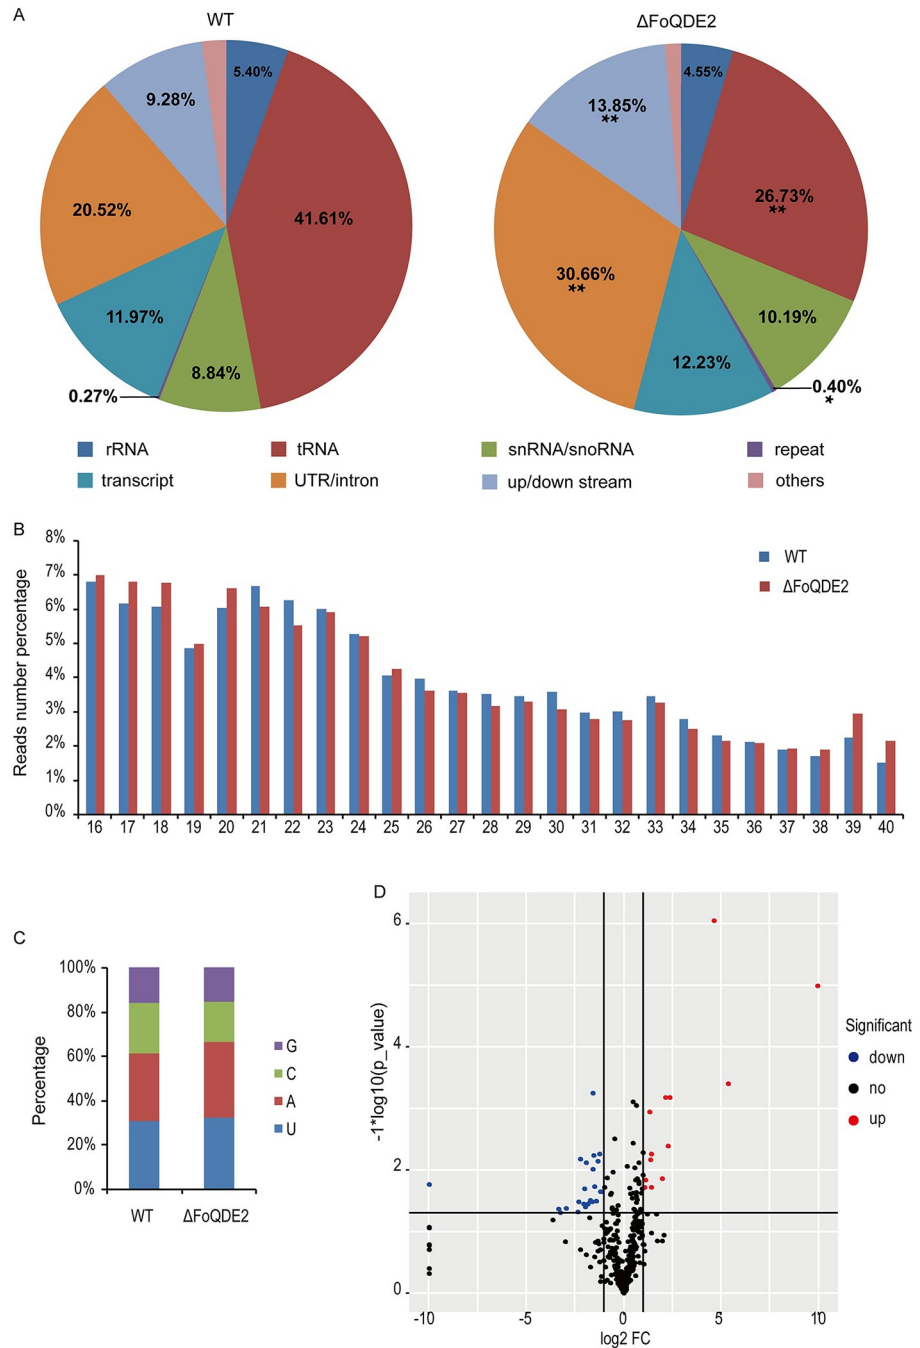 A
WT
ΔFoQDE2
5.40%
4.55%
9.28%
13.85%
**
41.61%
26.73%
**
20.52%
30.66%
**
11.97%
10.19%
8.84%
12.23%
0.27%
0.40%
*
rRNA tRNA snRNA/snoRNA repeat
transcript UTR/intron up/down stream others
B
8%
7%
6%
5%
4%
3%
2%
1%
0%
Reads number percentage
WT
ΔFoQDE2
16 17 18 19 20 21 22 23 24 25 26 27 28 29 30 31 32 33 34 35 36 37 38 39 40
C
100%
80%
60%
40%
20%
0%
Percentage
WT ΔFoQDE2
G
C
A
U
D
6
4
2
0
-1*log10(p_value)
-10 -5 0 5 10
log2 FC
Significant
down
no
up